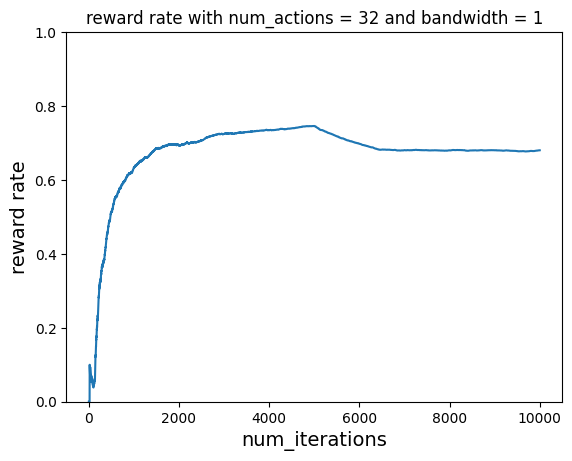 reward rate with num_actions = 32 and bandwidth = 1
1.0
0.8
0.6
0.4
0.2
0.0
reward rate
0 2000 4000 6000 8000 10000
num_iterations